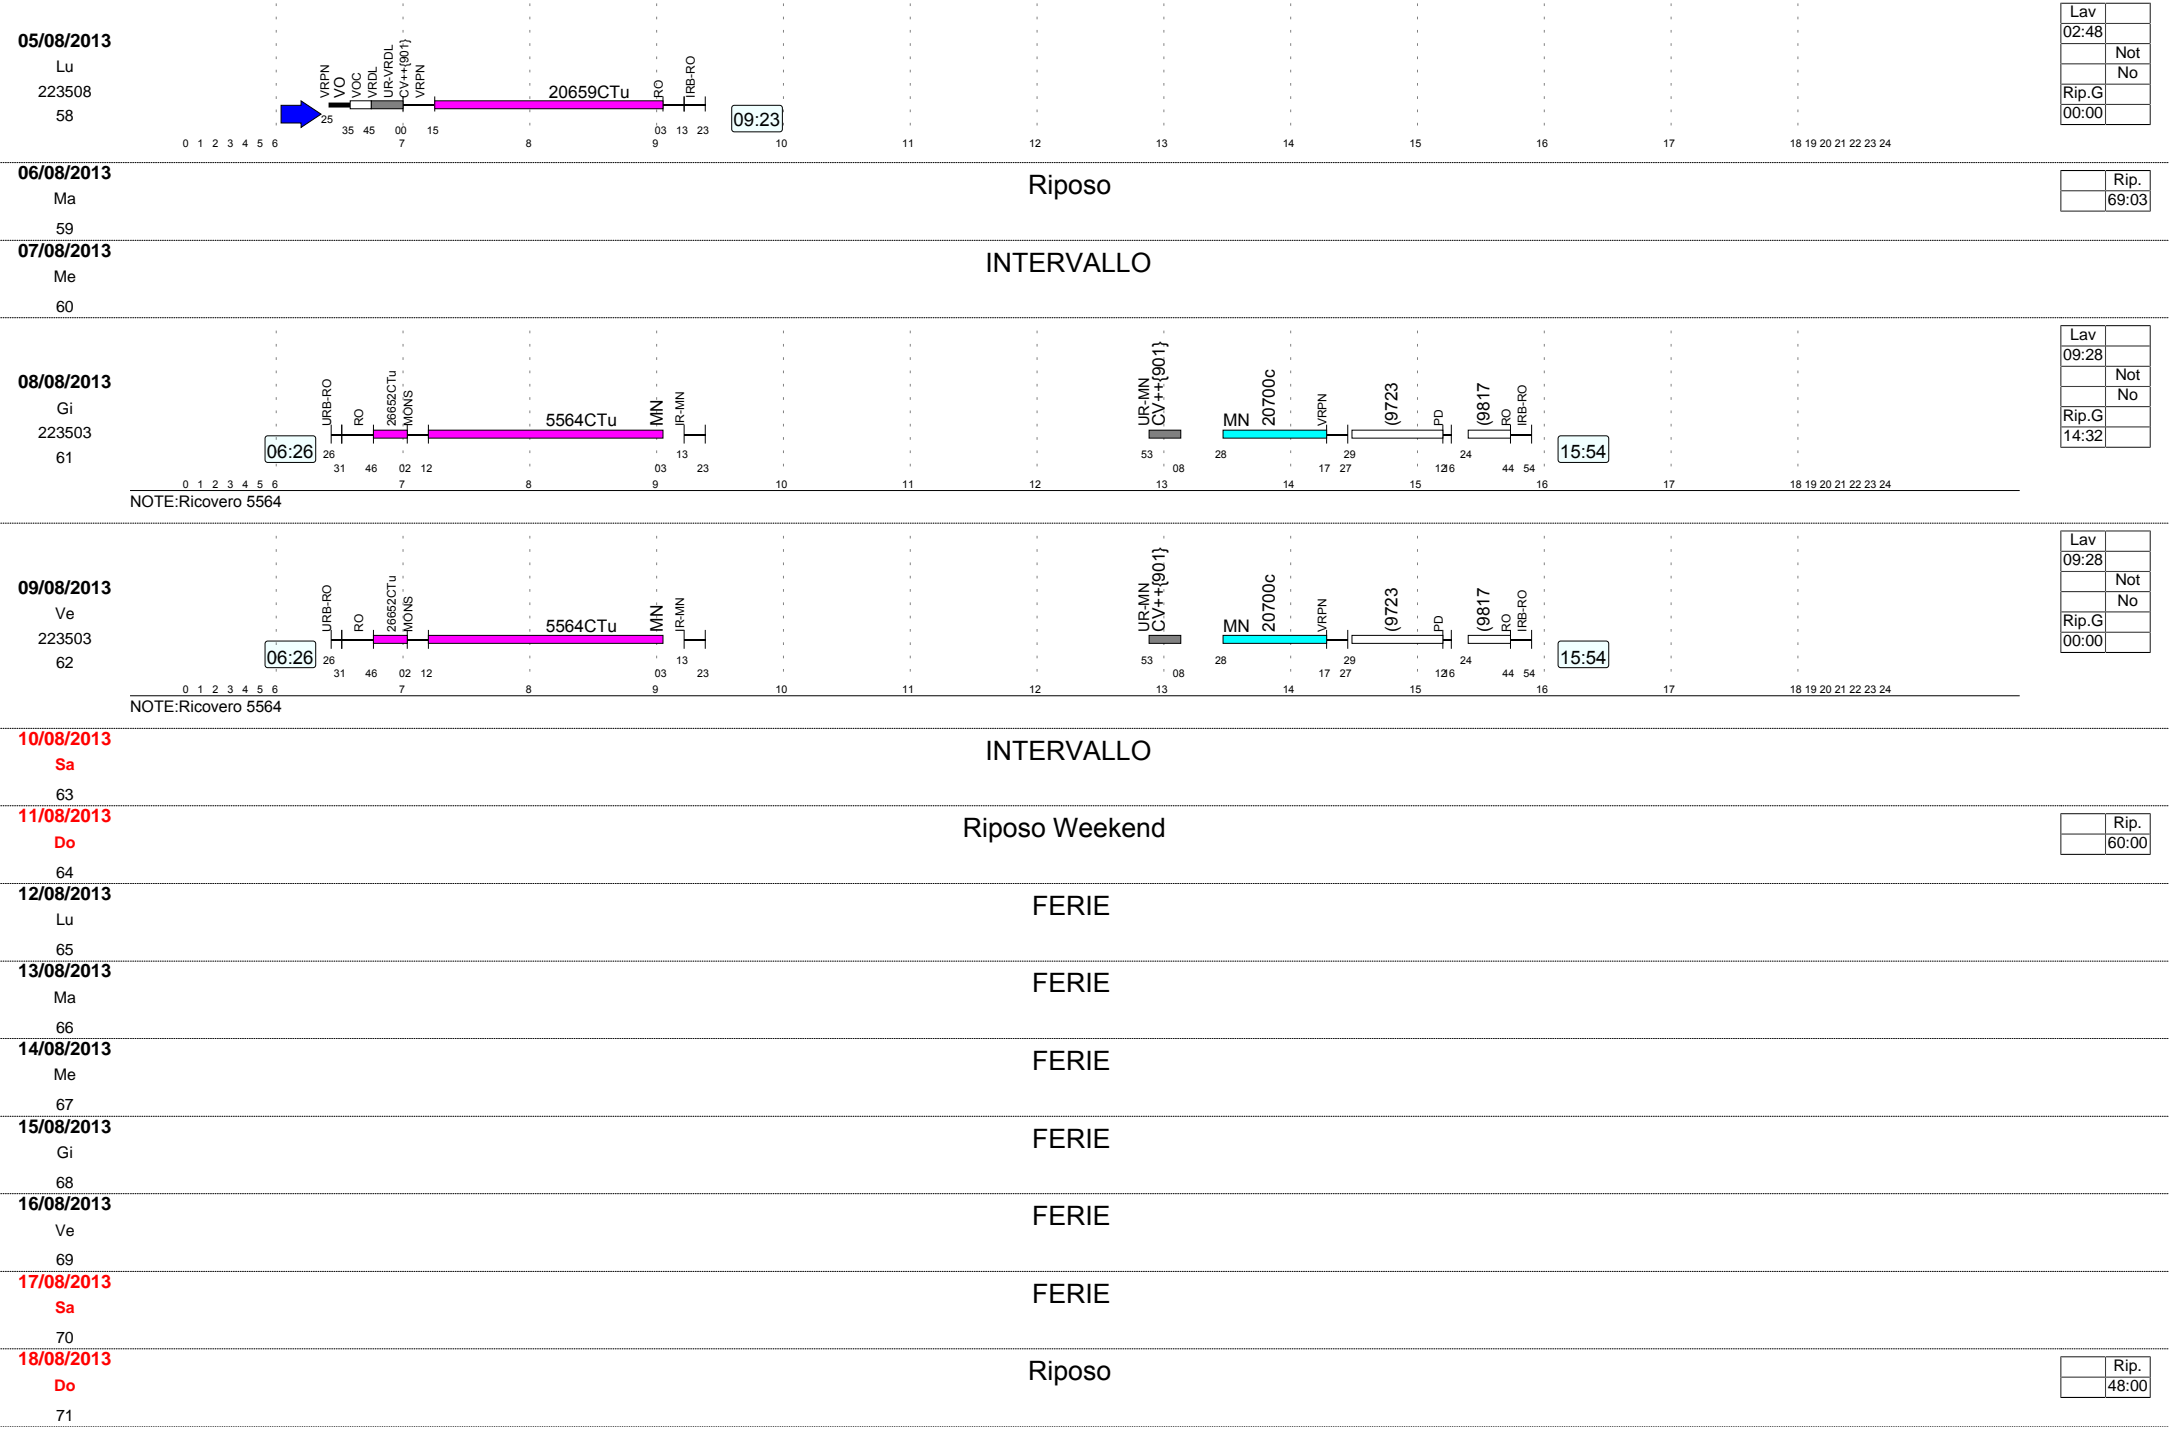 05/08/2013
Lu
223508
58
VRPN
VO
VOC
VRDL
UR-VRDL
CV++{901}
VRPN
20659CTu
RO
IRB-RO
25
35 45 00 15 03 13 23
09:23
0 1 2 3 4 5 6 7 8 9 10 11 12 13 14 15 16 17 18 19 20 21 22 23 24
Lav
02:48
Not
No
Rip.G
00:00
06/08/2013
Ma
59
Riposo
Rip.
69:03
07/08/2013
Me
60
INTERVALLO
08/08/2013
Gi
223503
61
06:26
URB-RO
RO
26652CTu
MONS
5564CTu
MN
IR-MN
UR-MN
CV++{901}
MN
20700c
VRPN
(9723
PD
(9817
RO
IRB-RO
26 13 53 28 29 24
31 46 02 12 03 23 08 17 27 12 16 44 54
15:54
0 1 2 3 4 5 6 7 8 9 10 11 12 13 14 15 16 17 18 19 20 21 22 23 24
NOTE:Ricovero 5564
Lav
09:28
Not
No
Rip.G
14:32
09/08/2013
Ve
223503
62
06:26
URB-RO
RO
26652CTu
MONS
5564CTu
MN
IR-MN
UR-MN
CV++{901}
MN
20700c
VRPN
(9723
PD
(9817
RO
IRB-RO
26 13 53 28 29 24
31 46 02 12 03 23 08 17 27 12 16 44 54
15:54
0 1 2 3 4 5 6 7 8 9 10 11 12 13 14 15 16 17 18 19 20 21 22 23 24
NOTE:Ricovero 5564
Lav
09:28
Not
No
Rip.G
00:00
10/08/2013
Sa
63
INTERVALLO
11/08/2013
Do
64
Riposo Weekend
Rip.
60:00
12/08/2013
Lu
65
FERIE
13/08/2013
Ma
66
FERIE
14/08/2013
Me
67
FERIE
15/08/2013
Gi
68
FERIE
16/08/2013
Ve
69
FERIE
17/08/2013
Sa
70
FERIE
18/08/2013
Do
71
Riposo
Rip.
48:00